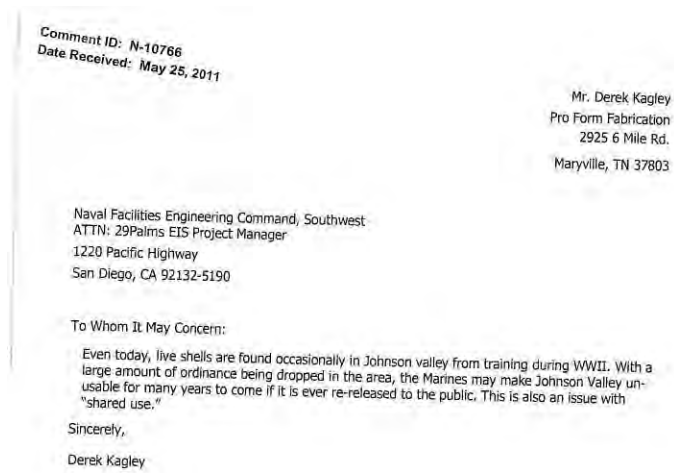 Comment ID: N-10766
Date Received: May 25, 2011
Mr. Derek Kagley
Pro Form Fabrication
2925 6 Mile Rd.
Maryville, TN 37803
Naval Facilities Engineering Command, Southwest
ATTN: 29Palms EIS Project Manager
1220 Pacific Highway
San Diego, CA 92132-5190
To Whom It May Concern:
Even today, live shells are found occasionally in Johnson valley from training during WWII. With a
large amount of ordinance being dropped in the area, the Marines may make Johnson Valley un-
usable for many years to come if it is ever re-released to the public. This is also an issue with
"shared use."
Sincerely,
Derek Kagley